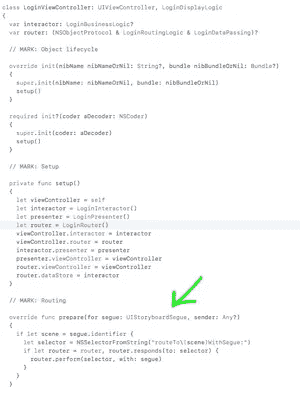 class LoginViewController: UIViewController, LoginDisplayLogic
{
var interactor: LoginBusinessLogic?
var router: (NSObjectProtocol & LoginRoutingLogic & LoginDataPassing)?
// MARK: Object lifecycle
override init(nibName nibNameOrNil: String?, bundle nibBundleOrNil: Bundle?)
{
super.init(nibName: nibNameOrNil, bundle: nibBundleOrNil)
setup()
}
required init?(coder aDecoder: NSCoder)
{
super.init(coder: aDecoder)
setup()
}
// MARK: Setup
private func setup()
{
let viewController = self
let interactor = LoginInteractor()
let presenter = LoginPresenter()
let router = LoginRouter()
viewController.interactor = interactor
viewController.router = router
interactor.presenter = presenter
presenter.viewController = viewController
router.viewController = viewController
router.dataStore = interactor
}
// MARK: Routing
override func prepare(for segue: UIStoryboardSegue, sender: Any?)
{
if let scene = segue.identifier {
let selector = NSSelectorFromString("routeTo\(scene)WithSegue:")
if let router = router, router.responds(to: selector) {
router.perform(selector, with: segue)
}
}
}